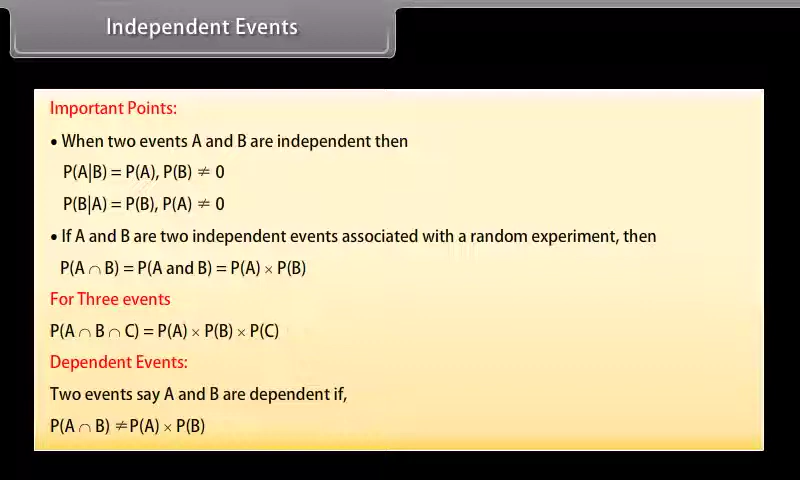 Independent Events
Important Points:
• When two events A and B are independent then
P(A|B) = P(A), P(B) ≠ 0
P(B|A) = P(B), P(A) ≠ 0
• If A and B are two independent events associated with a random experiment, then
P(A ∩ B) = P(A and B) = P(A) × P(B)
For Three events
P(A ∩ B ∩ C) = P(A) × P(B) × P(C)
Dependent Events:
Two events say A and B are dependent if,
P(A ∩ B) ≠ P(A) × P(B)